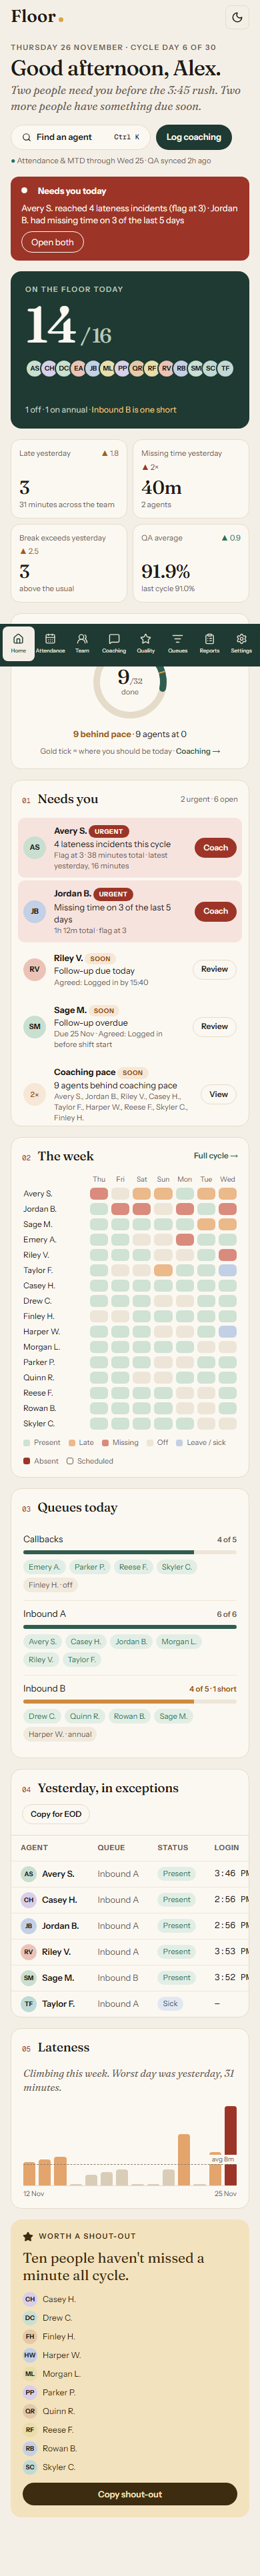 Floor.
THURSDAY 26 NOVEMBER · CYCLE DAY 6 OF 30
Good afternoon, Alex.
Two people need you before the 3:45 rush. Two
more people have something due soon.
Find an agent Ctrl K
Log coaching
Attendance & MTD through Wed 25 · QA synced 2h ago
Needs you today
Avery S. reached 4 lateness incidents (flag at 3) · Jordan
B. had missing time on 3 of the last 5 days
Open both
ON THE FLOOR TODAY
14/16
AS CH DC EA JB ML PP QR RF RV RB SM SC TF
1 off · 1 on annual · Inbound B is one short
Late yesterday ▲ 1.8
3
31 minutes across the team
Missing time yesterday
▲ 2×
40m
2 agents
Break exceeds yesterday
▲ 2.5
3
above the usual
QA average ▲ 0.9
91.9%
last cycle 91.0%
Home Attendance Team Coaching Quality Queues Reports Settings
9/32
done
9 behind pace · 9 agents at 0
Gold tick = where you should be today · Coaching →
01 Needs you 2 urgent · 6 open
AS
Avery S. URGENT
4 lateness incidents this cycle
Flag at 3 · 38 minutes total · latest
yesterday, 16 minutes
Coach
JB
Jordan B. URGENT
Missing time on 3 of the last 5
days
1h 12m total · flag at 3
Coach
RV
Riley V. SOON
Follow-up due today
Agreed: Logged in by 15:40
Review
SM
Sage M. SOON
Follow-up overdue
Due 25 Nov · Agreed: Logged in
before shift start
Review
2×
Coaching pace SOON
9 agents behind coaching pace
Avery S., Jordan B., Riley V., Casey H.,
Taylor F., Harper W., Reese F., Skyler C.,
Finley H.
View
02 The week Full cycle →
Thu Fri Sat Sun Mon Tue Wed
Avery S.
Jordan B.
Sage M.
Emery A.
Riley V.
Taylor F.
Casey H.
Drew C.
Finley H.
Harper W.
Morgan L.
Parker P.
Quinn R.
Reese F.
Rowan B.
Skyler C.
Present Late Missing Off Leave / sick
Absent Scheduled
03 Queues today
Callbacks 4 of 5
Emery A. Parker P. Reese F. Skyler C.
Finley H. · off
Inbound A 6 of 6
Avery S. Casey H. Jordan B. Morgan L.
Riley V. Taylor F.
Inbound B 4 of 5 · 1 short
Drew C. Quinn R. Rowan B. Sage M.
Harper W. · annual
04 Yesterday, in exceptions
Copy for EOD
AGENT QUEUE STATUS LOGIN
AS Avery S. Inbound A Present 3:46 PM
CH Casey H. Inbound A Present 2:56 PM
JB Jordan B. Inbound A Present 2:56 PM
RV Riley V. Inbound A Present 3:53 PM
SM Sage M. Inbound B Present 3:52 PM
TF Taylor F. Inbound A Sick —
05 Lateness
Climbing this week. Worst day was yesterday, 31
minutes.
avg 8m
12 Nov 25 Nov
WORTH A SHOUT-OUT
Ten people haven't missed a
minute all cycle.
CH Casey H.
DC Drew C.
FH Finley H.
HW Harper W.
ML Morgan L.
PP Parker P.
QR Quinn R.
RF Reese F.
RB Rowan B.
SC Skyler C.
Copy shout-out